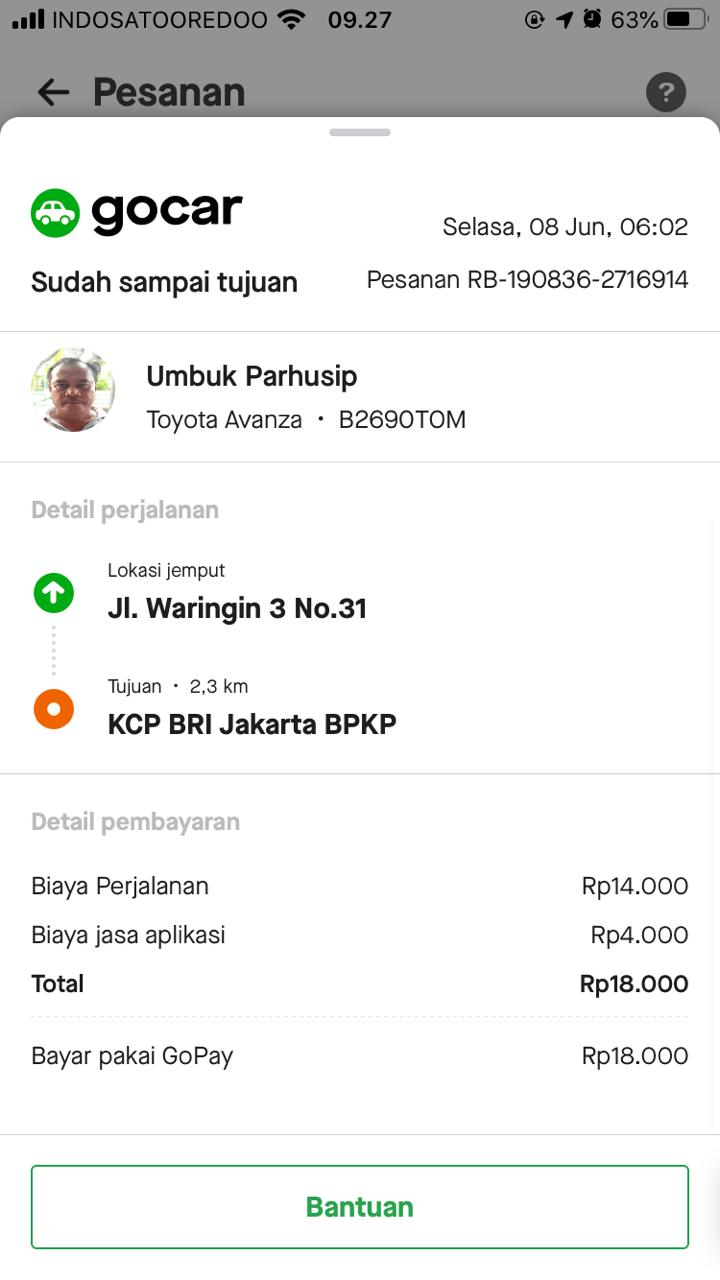 INDOSATOOREDOO 09.27 63%
Pesanan ?
gocar
Selasa, 08 Jun, 06:02
Sudah sampai tujuan
Pesanan RB-190836-2716914
Umbuk Parhusip
Toyota Avanza • B2690TOM
Detail perjalanan
Lokasi jemput
Jl. Waringin 3 No.31
Tujuan • 2,3 km
KCP BRI Jakarta BPKP
Detail pembayaran
Biaya Perjalanan Rp14.000
Biaya jasa aplikasi Rp4.000
Total Rp18.000
Bayar pakai GoPay Rp18.000
Bantuan